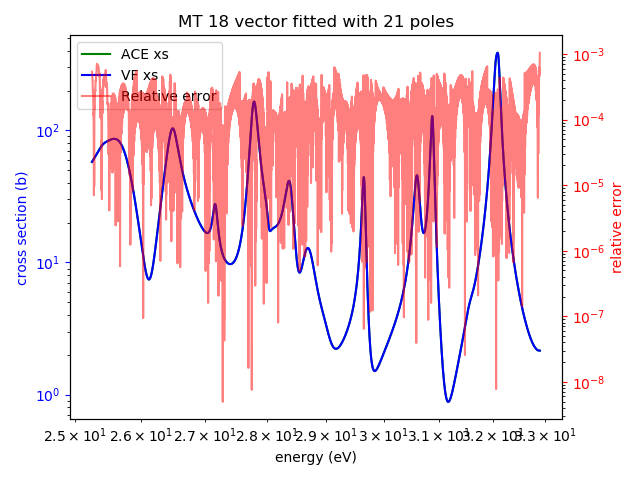 MT 18 vector fitted with 21 poles
ACE xs
VF xs
Relative error
cross section (b)
10²
10¹
10⁰
relative error
10⁻³
10⁻⁴
10⁻⁵
10⁻⁶
10⁻⁷
10⁻⁸
2.5 × 10¹ 2.6 × 10¹ 2.7 × 10¹ 2.8 × 10¹ 2.9 × 10¹ 3 × 10¹ 3.1 × 10¹ 3.2 × 10¹ 3.3 × 10¹
energy (eV)